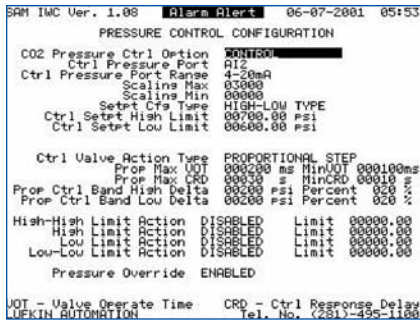 SAM IWC Ver. 1.08 Alarm Alert 06-07-2001 05:53
PRESSURE CONTROL CONFIGURATION
CO2 Pressure Ctrl Option CONTROL
Ctrl Pressure Port AI2
Ctrl Pressure Port Range 4-20mA
Scaling Max 03000
Scaling Min 00000
Setpt Cfg Type HIGH-LOW TYPE
Ctrl Setpt High Limit 00700.00 psi
Ctrl Setpt Low Limit 00600.00 psi
Ctrl Valve Action Type PROPORTIONAL STEP
Prop Max VOT 000200 ms MinVOT 000100ms
Prop Max CRD 00030 s MinCRD 00010 s
Prop Ctrl Band High Delta 00200 psi Percent 020 %
Prop Ctrl Band Low Delta 00200 psi Percent 020 %
High-High Limit Action DISABLED Limit 00000.00
High Limit Action DISABLED Limit 00000.00
Low Limit Action DISABLED Limit 00000.00
Low-Low Limit Action DISABLED Limit 00000.00
Pressure Override ENABLED
VOT - Valve Operate Time CRD - Ctrl Response Delay
LUFKIN AUTOMATION Tel. No. (281)-495-1100